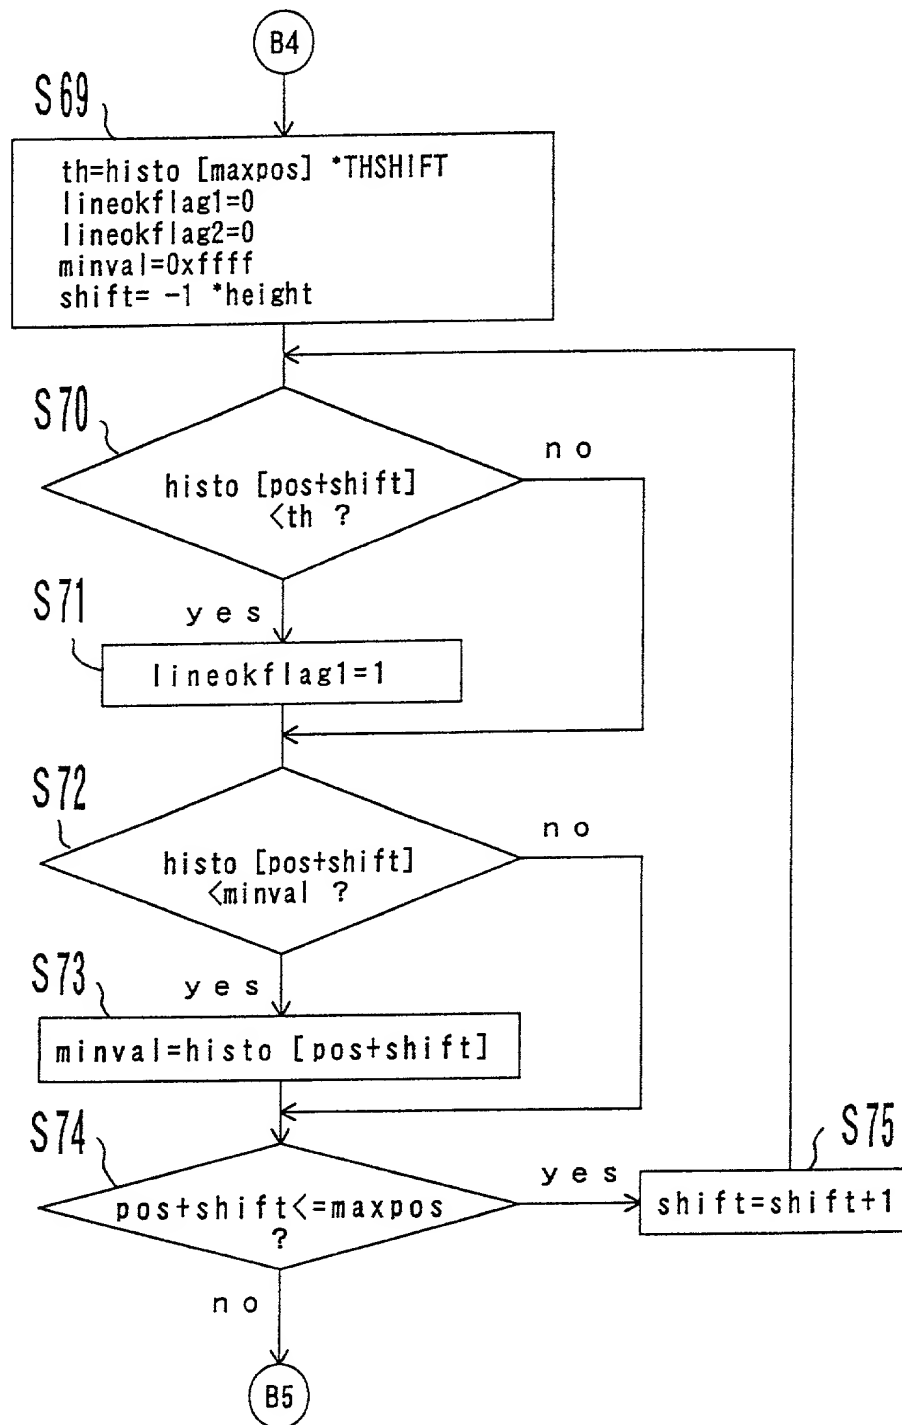 B4
S69
th=histo [maxpos] *THSHIFT
lineokflag1=0
lineokflag2=0
minval=0xffff
shift= -1 *height
S70
no
histo [pos+shift]
<th ?
yes
S71
lineokflag1=1
S72
no
histo [pos+shift]
<minval ?
yes
S73
minval=histo [pos+shift]
S74
pos+shift<=maxpos
?
yes
S75
shift=shift+1
no
B5